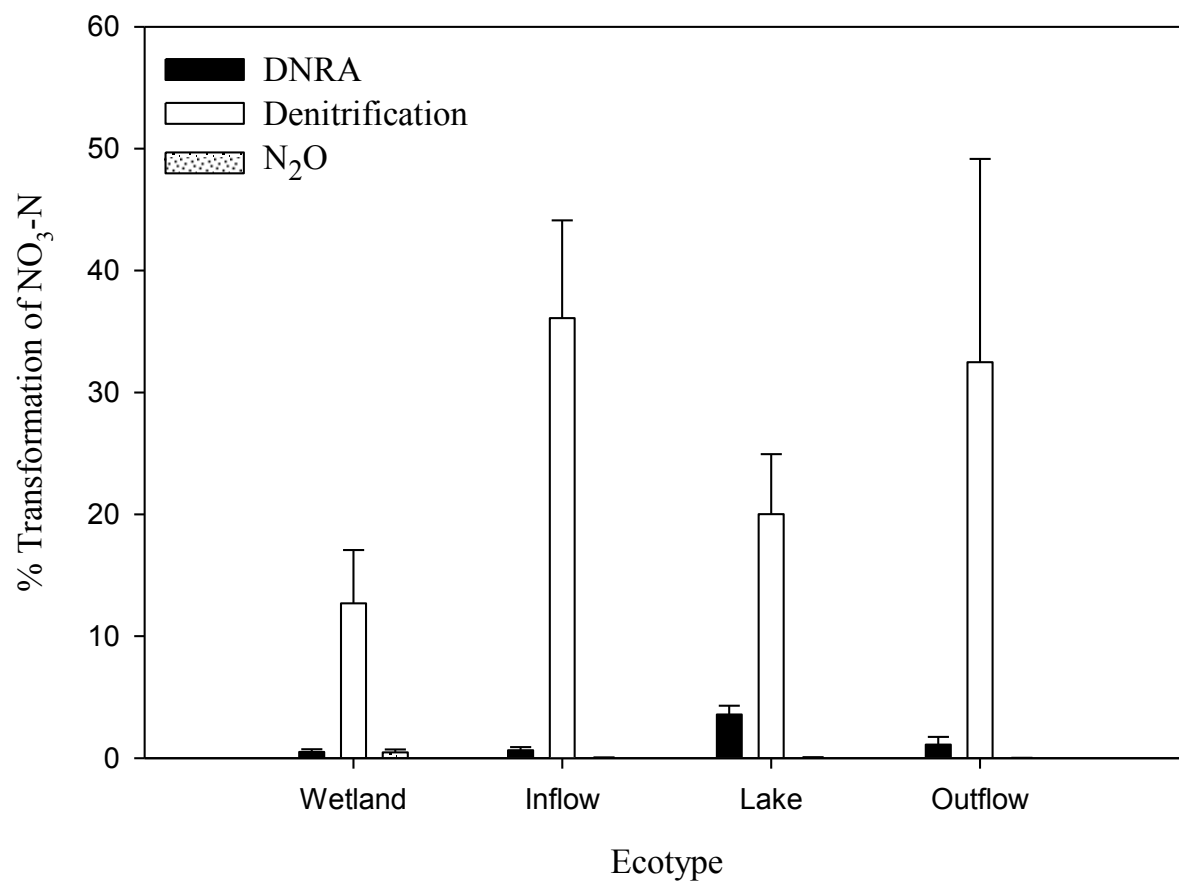 60
50
40
30
20
10
0
% Transformation of NO3-N
DNRA
Denitrification
N2O
Wetland Inflow Lake Outflow
Ecotype